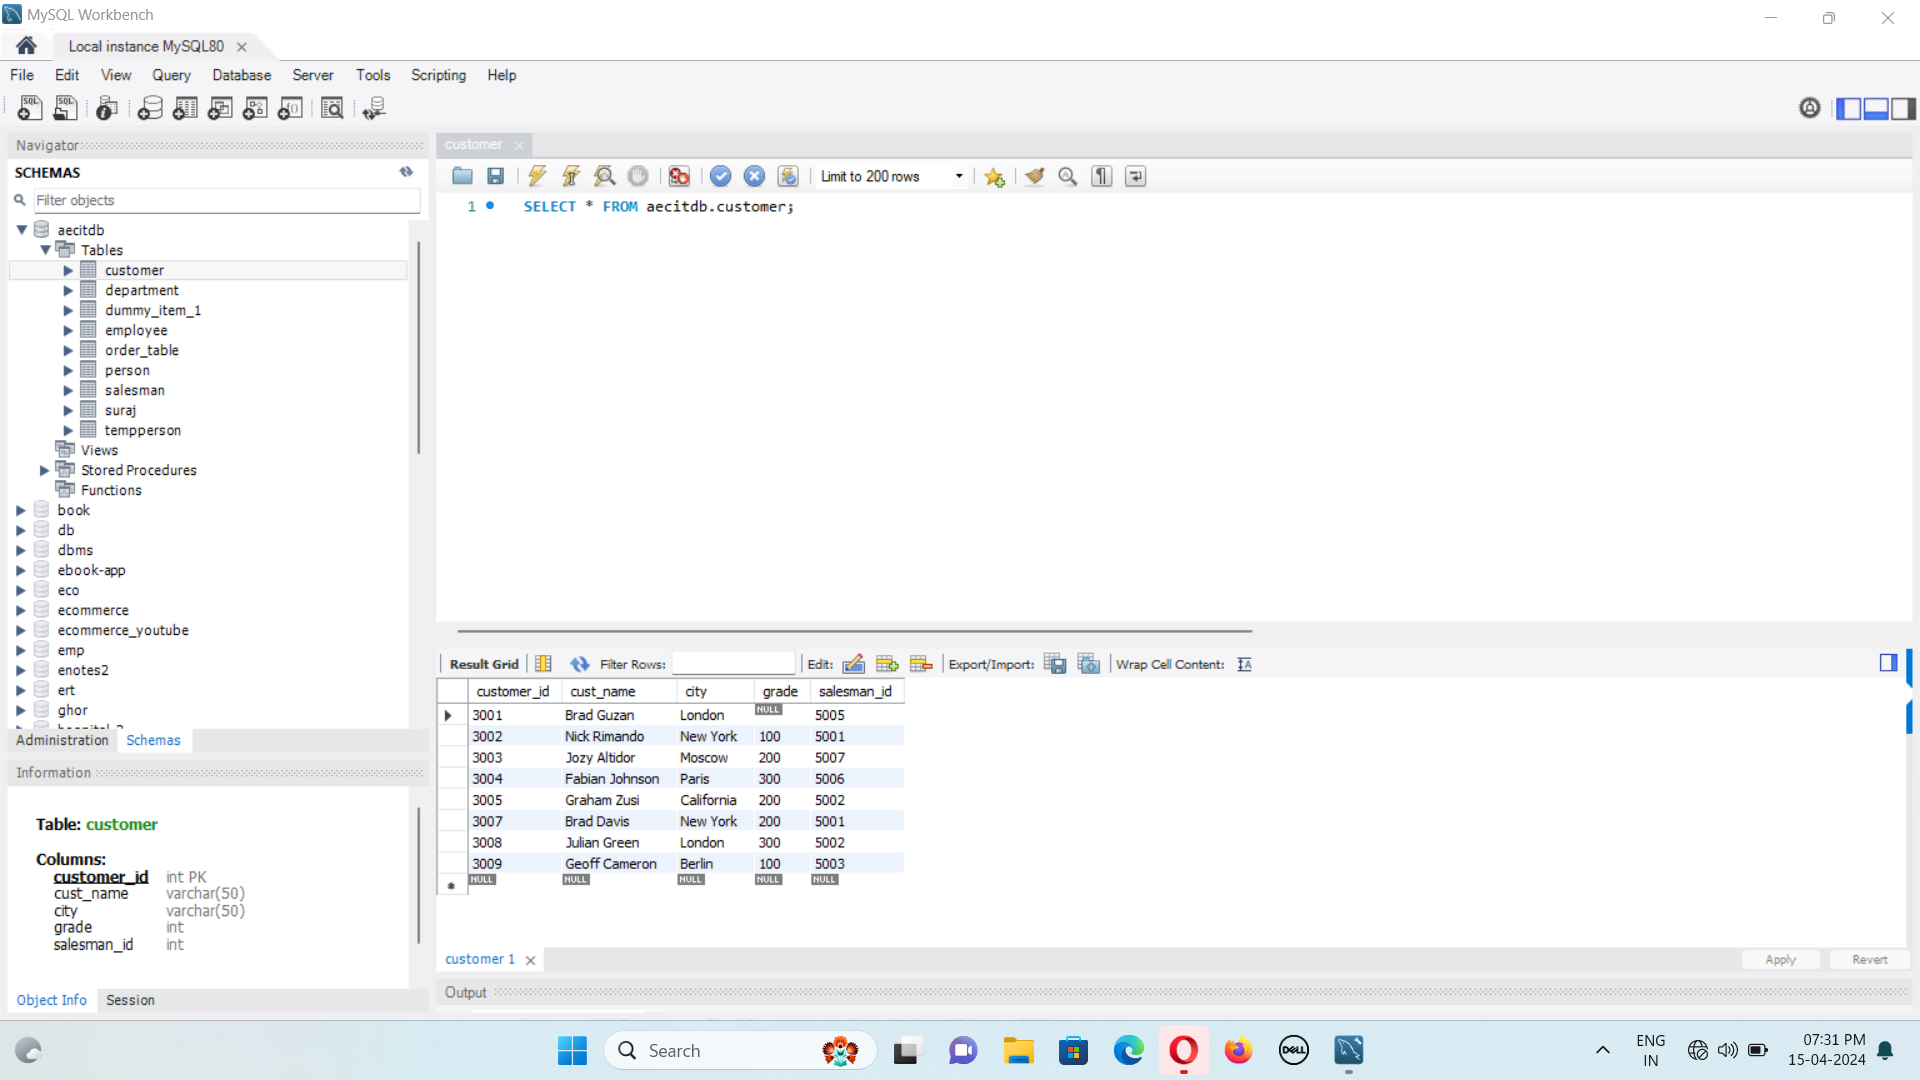 MySQL Workbench
Local instance MySQL80
File Edit View Query Database Server Tools Scripting Help
Navigator
SCHEMAS
Filter objects
aecitdb
Tables
customer
department
dummy_item_1
employee
order_table
person
salesman
suraj
tempperson
Views
Stored Procedures
Functions
book
db
dbms
ebook-app
eco
ecommerce
ecommerce_youtube
emp
enotes2
ert
ghor
Administration Schemas
Information
Table: customer
Columns:
customer_id int PK
cust_name varchar(50)
city varchar(50)
grade int
salesman_id int
Object Info Session
customer
Limit to 200 rows
1 SELECT * FROM aecitdb.customer;
Result Grid Filter Rows: Edit: Export/Import: Wrap Cell Content:
customer_id cust_name city grade salesman_id
3001 Brad Guzan London NULL 5005
3002 Nick Rimando New York 100 5001
3003 Jozy Altidor Moscow 200 5007
3004 Fabian Johnson Paris 300 5006
3005 Graham Zusi California 200 5002
3007 Brad Davis New York 200 5001
3008 Julian Green London 300 5002
3009 Geoff Cameron Berlin 100 5003
NULL NULL NULL NULL NULL
customer 1
Apply Revert
Output
Search
DELL
ENG
IN
07:31 PM
15-04-2024